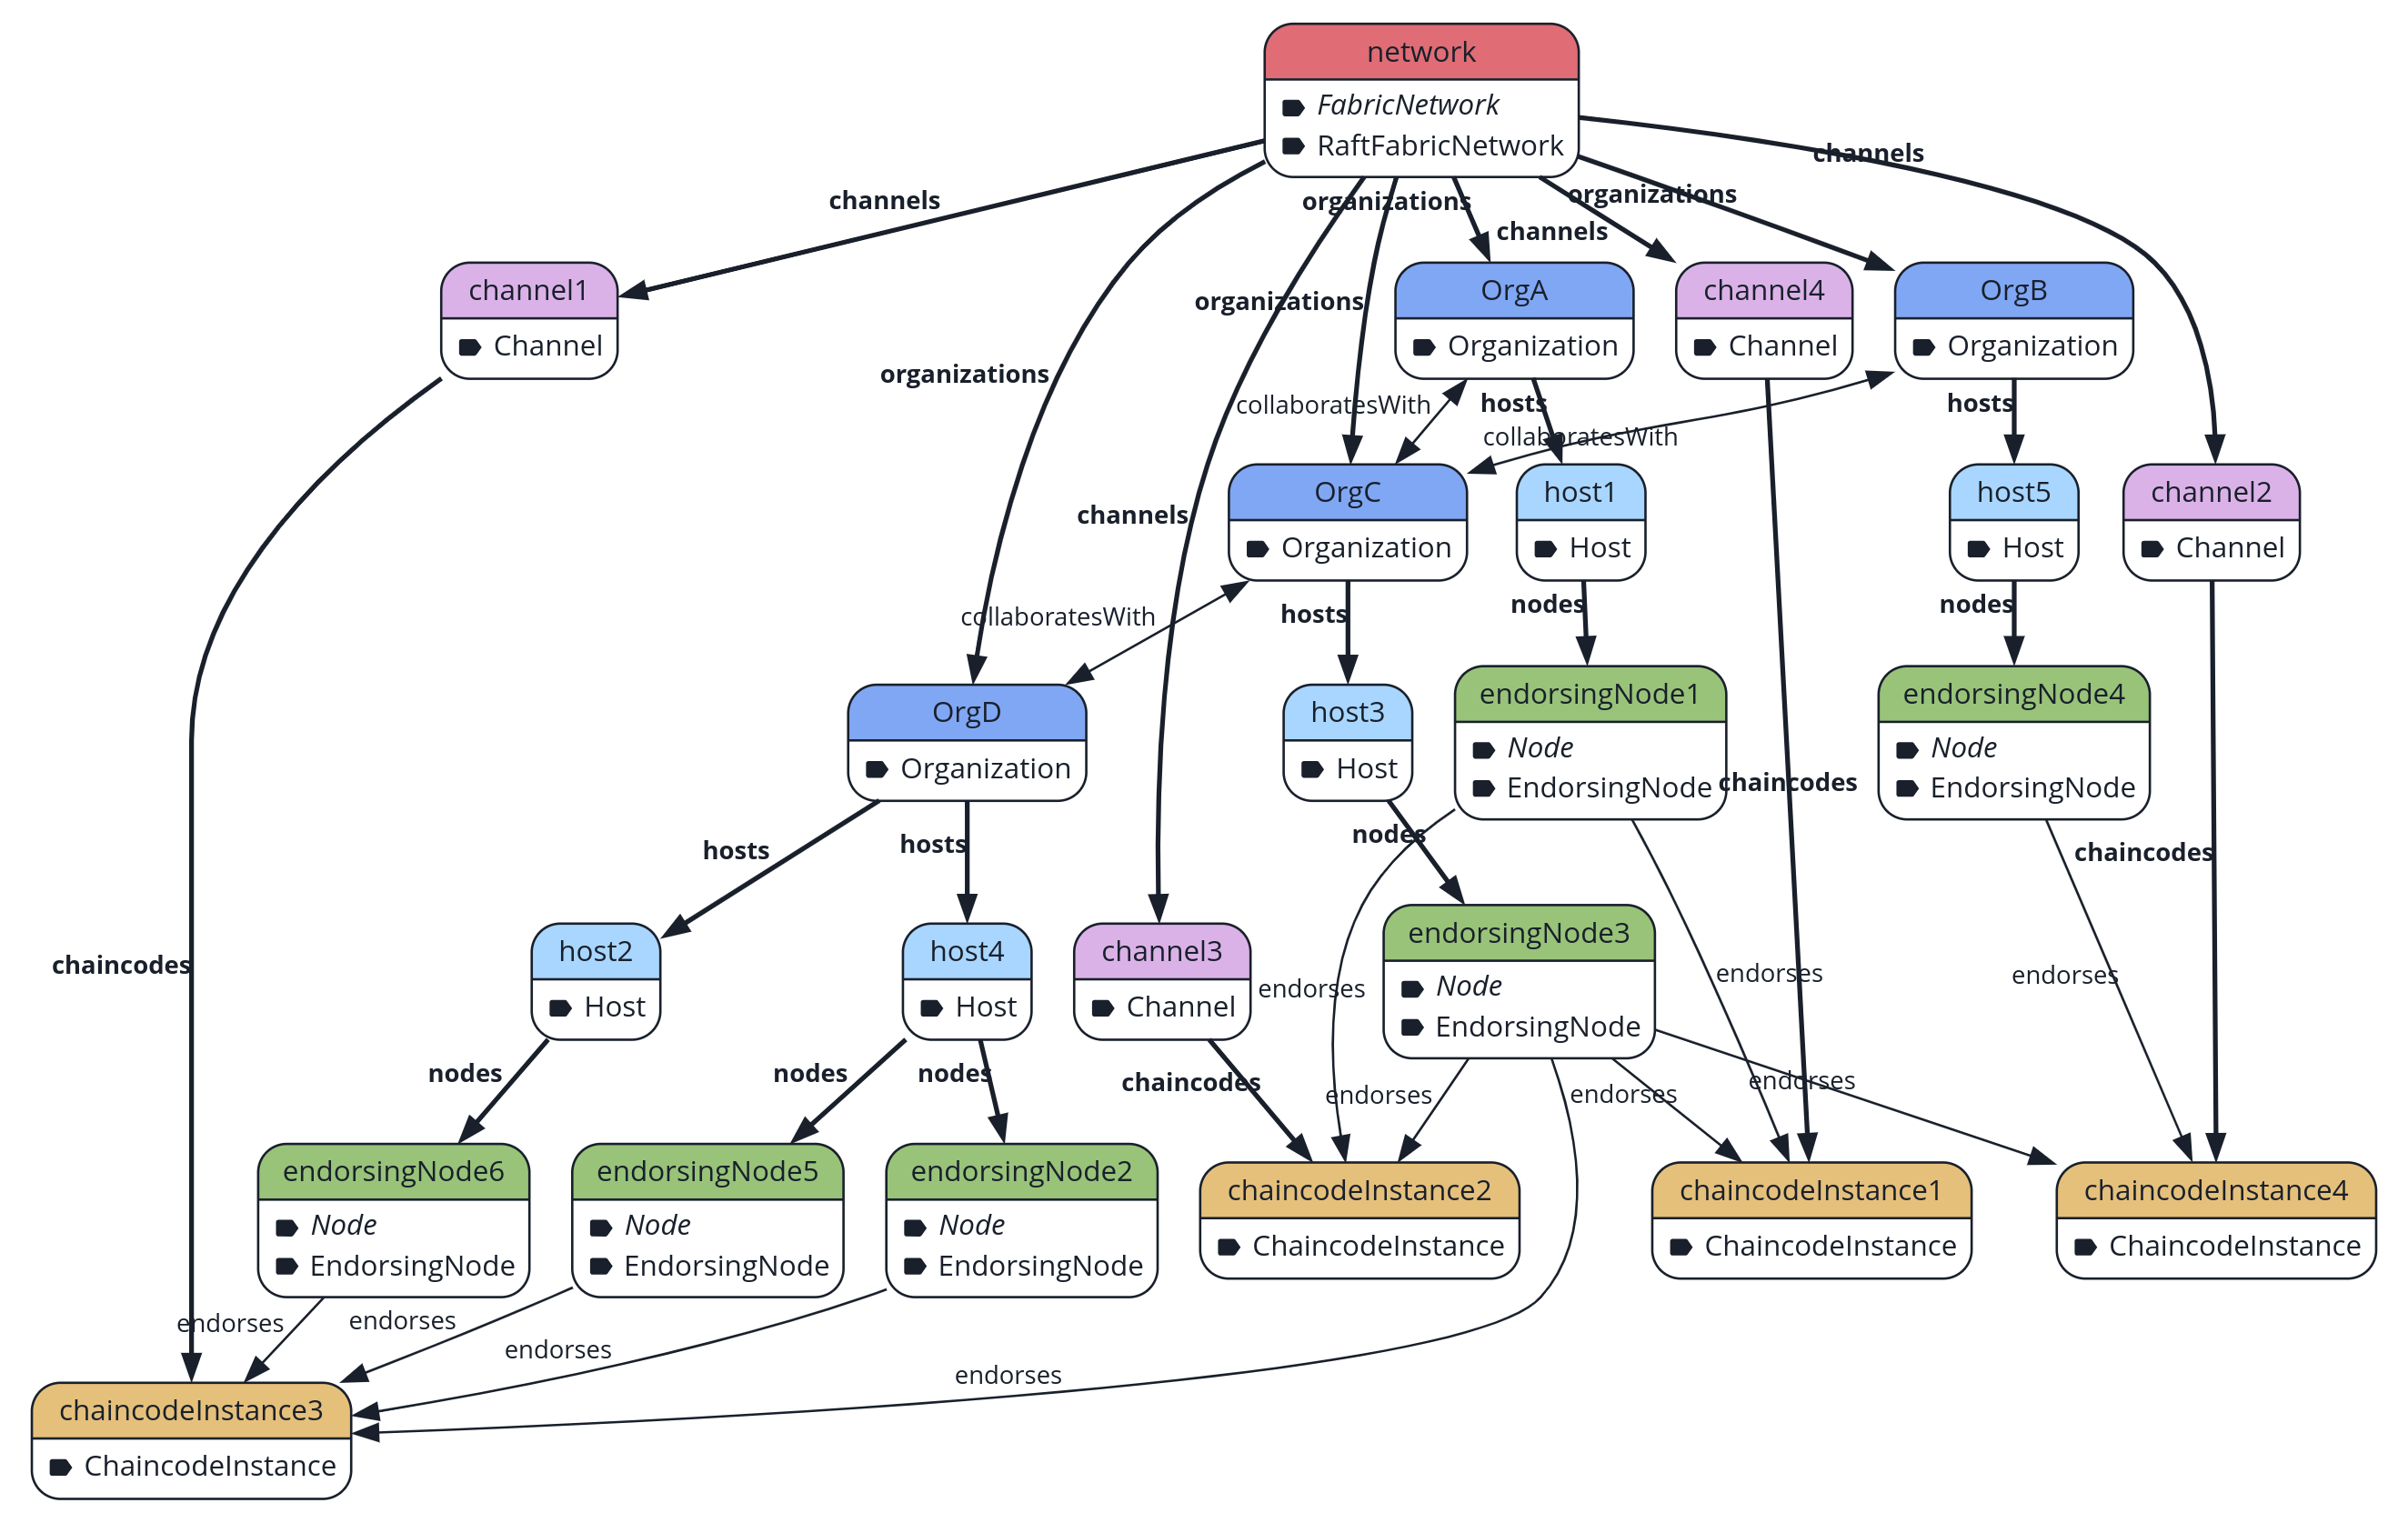 network
FabricNetwork
RaftFabricNetwork
channels
channels
organizations
organizations
channels
channel1
Channel
organizations
OrgA
Organization
channel4
Channel
OrgB
Organization
organizations
collaboratesWith
hosts
hosts
collaboratesWith
OrgC
Organization
host1
Host
host5
Host
channel2
Channel
channels
collaboratesWith
hosts
nodes
nodes
OrgD
Organization
host3
Host
endorsingNode1
Node
EndorsingNode
chaincodes
endorsingNode4
Node
EndorsingNode
hosts
hosts
nodes
chaincodes
chaincodes
host2
Host
host4
Host
channel3
Channel
endorses
endorsingNode3
Node
EndorsingNode
endorses
endorses
nodes
nodes
nodes
chaincodes
endorses
endorses
endorses
endorsingNode6
Node
EndorsingNode
endorsingNode5
Node
EndorsingNode
endorsingNode2
Node
EndorsingNode
chaincodeInstance2
ChaincodeInstance
chaincodeInstance1
ChaincodeInstance
chaincodeInstance4
ChaincodeInstance
endorses
endorses
endorses
endorses
chaincodeInstance3
ChaincodeInstance